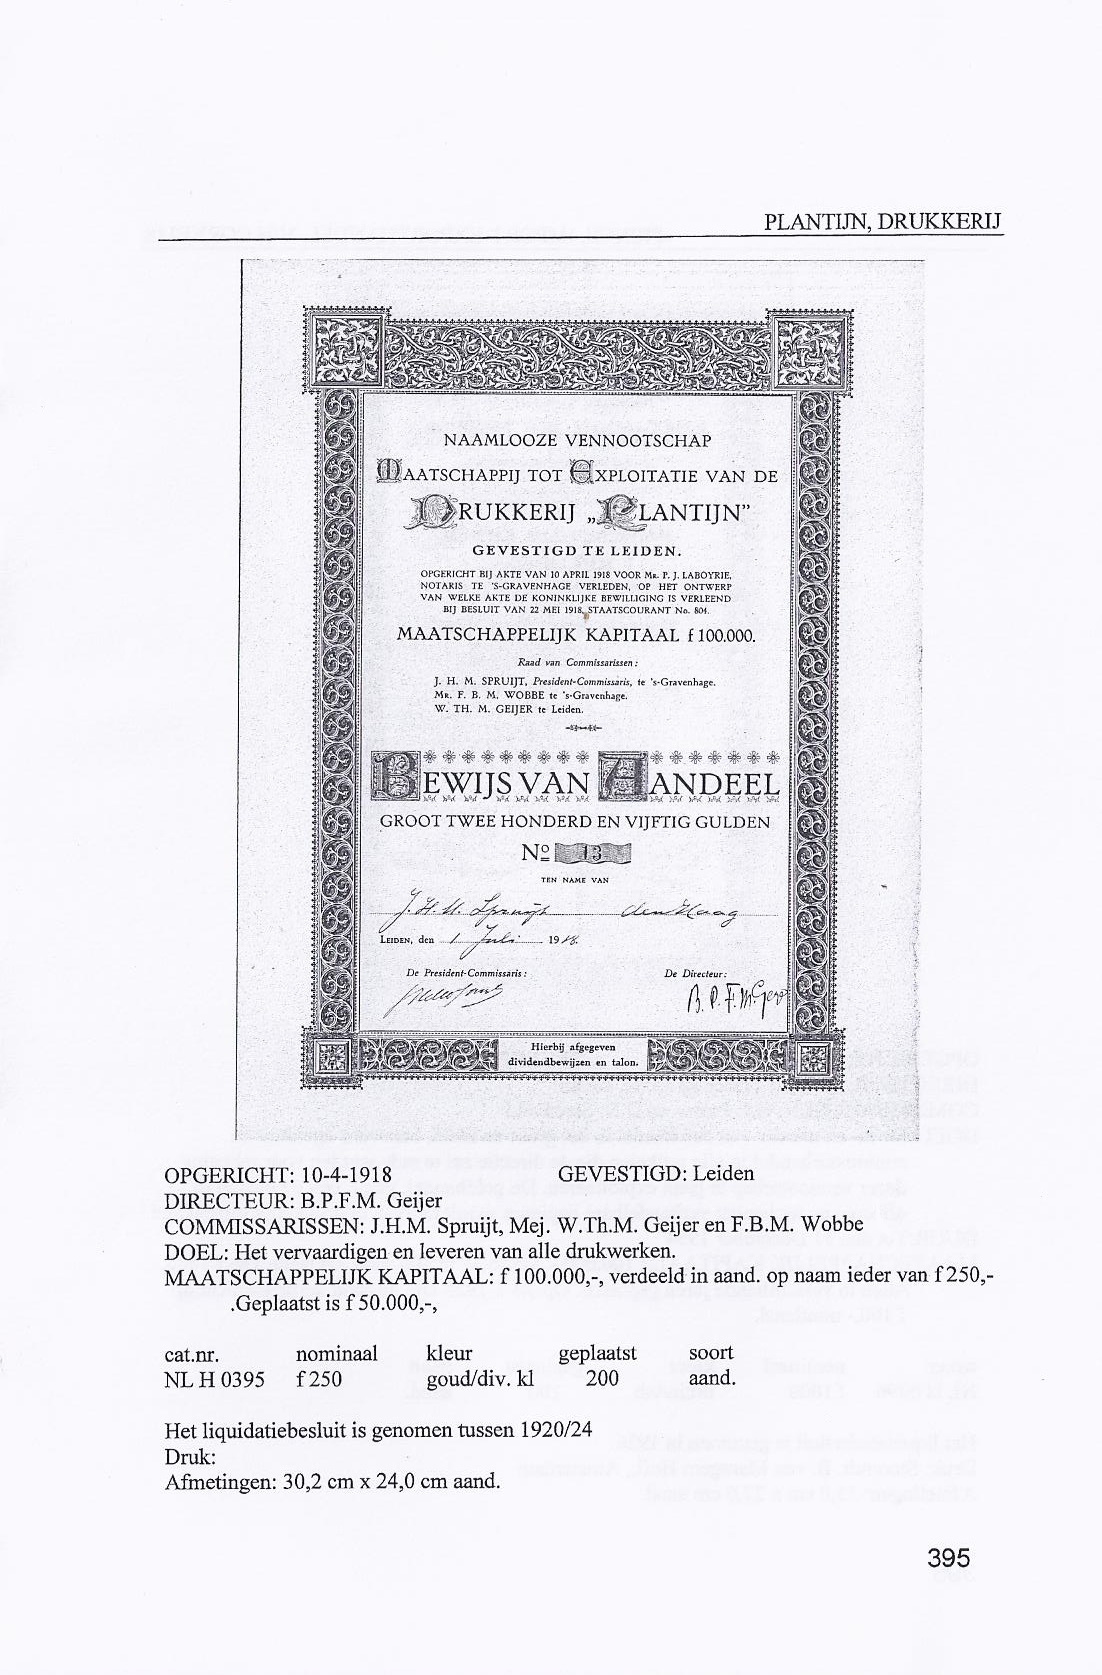 PLANTIJN, DRUKKERIJ
NAAMLOOZE VENNOOTSCHAP
MAATSCHAPPIJ TOT EXPLOITATIE VAN DE
DRUKKERIJ „PLANTIJN”
GEVESTIGD TE LEIDEN.
OPGERICHT BIJ AKTE VAN 10 APRIL 1918 VOOR MR. P. J. LABOYRIE,
NOTARIS TE 'S-GRAVENHAGE VERLEDEN, OP HET ONTWERP
VAN WELKE AKTE DE KONINKLIJKE BEWILLIGING IS VERLEEND
BIJ BESLUIT VAN 22 MEI 1918, STAATSCOURANT No. 804.
MAATSCHAPPELIJK KAPITAAL f 100.000.
Raad van Commissarissen:
J. H. M. SPRUIJT, President-Commissaris, te 's-Gravenhage.
MR. F. B. M. WOBBE te 's-Gravenhage.
W. TH. M. GEIJER te Leiden.
BEWIJS VAN AANDEEL
GROOT TWEE HONDERD EN VIJFTIG GULDEN
No 13
TEN NAME VAN
J. H. M. Spruijt den Haag
LEIDEN, den 1 Juli 1918.
De President-Commissaris: De Directeur:
B. P. F. M. Geijer
Hierbij afgegeven
dividendbewijzen en talon.
OPGERICHT: 10-4-1918 GEVESTIGD: Leiden
DIRECTEUR: B.P.F.M. Geijer
COMMISSARISSEN: J.H.M. Spruijt, Mej. W.Th.M. Geijer en F.B.M. Wobbe
DOEL: Het vervaardigen en leveren van alle drukwerken.
MAATSCHAPPELIJK KAPITAAL: f 100.000,-, verdeeld in aand. op naam ieder van f 250,-
.Geplaatst is f 50.000,-,
cat.nr. nominaal kleur geplaatst soort
NL H 0395 f 250 goud/div. kl 200 aand.
Het liquidatiebesluit is genomen tussen 1920/24
Druk:
Afmetingen: 30,2 cm x 24,0 cm aand.
395